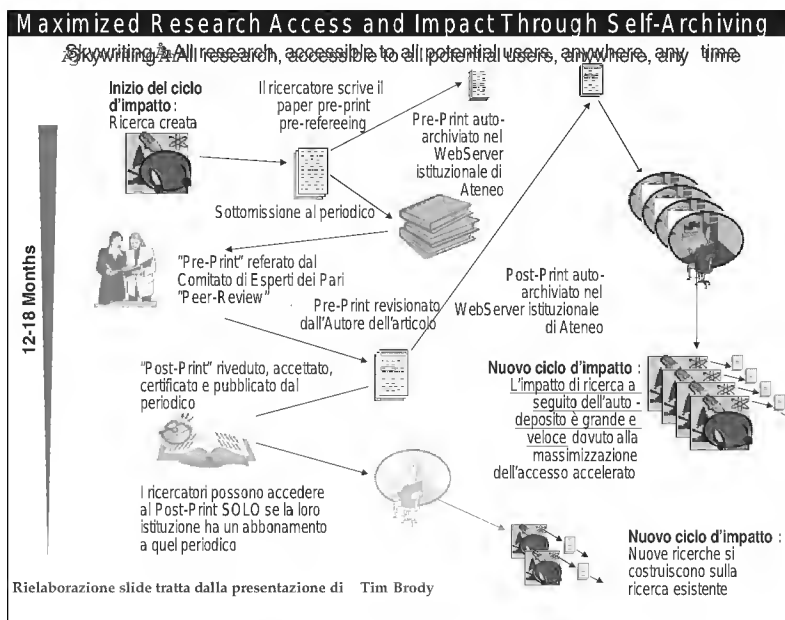 Maximized Research Access and Impact Through Self-Archiving
Skywriting All research, accessible to all potential users, anywhere, any time
Inizio del ciclo
d'impatto :
Ricerca creata
Il ricercatore scrive il
paper pre-print
pre-refereeing
Pre-Print auto-
archiviato nel
WebServer
istituzionale di
Ateneo
Sottomissione al periodico
12-18 Months
"Pre-Print" referato dal
Comitato di Esperti dei Pari
"Peer-Review"
Pre-Print revisionato
dall'Autore dell'articolo
Post-Print auto-
archiviato nel
WebServer istituzionale
di Ateneo
"Post-Print" riveduto, accettato,
certificato e pubblicato dal
periodico
Nuovo ciclo d'impatto :
L'impatto di ricerca a
seguito dell'auto -
deposito è grande e
veloce dovuto alla
massimizzazione
dell'accesso accelerato
I ricercatori possono accedere
al Post-Print SOLO se la loro
istituzione ha un abbonamento
a quel periodico
Nuovo ciclo d'impatto :
Nuove ricerche si
costruiscono sulla
ricerca esistente
Rielaborazione slide tratta dalla presentazione di Tim Brody